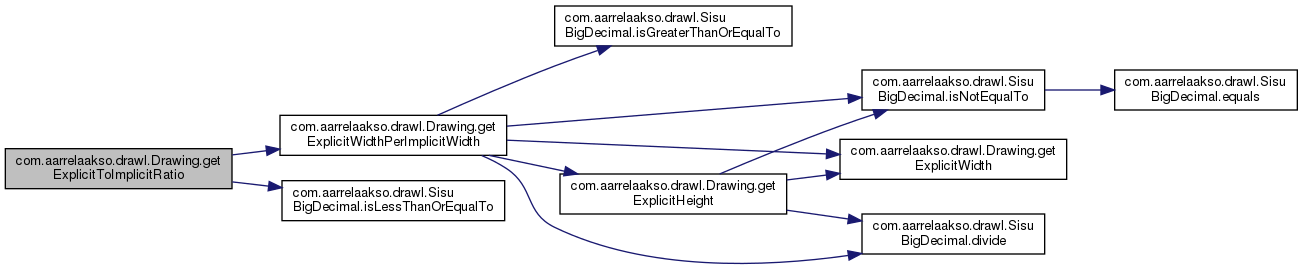 com.aarrelaakso.drawl.Drawing.get
ExplicitToImplicitRatio
com.aarrelaakso.drawl.Drawing.get
ExplicitWidthPerImplicitWidth
com.aarrelaakso.drawl.Sisu
BigDecimal.isLessThanOrEqualTo
com.aarrelaakso.drawl.Sisu
BigDecimal.isGreaterThanOrEqualTo
com.aarrelaakso.drawl.Drawing.get
ExplicitHeight
com.aarrelaakso.drawl.Sisu
BigDecimal.isNotEqualTo
com.aarrelaakso.drawl.Drawing.get
ExplicitWidth
com.aarrelaakso.drawl.Sisu
BigDecimal.divide
com.aarrelaakso.drawl.Sisu
BigDecimal.equals